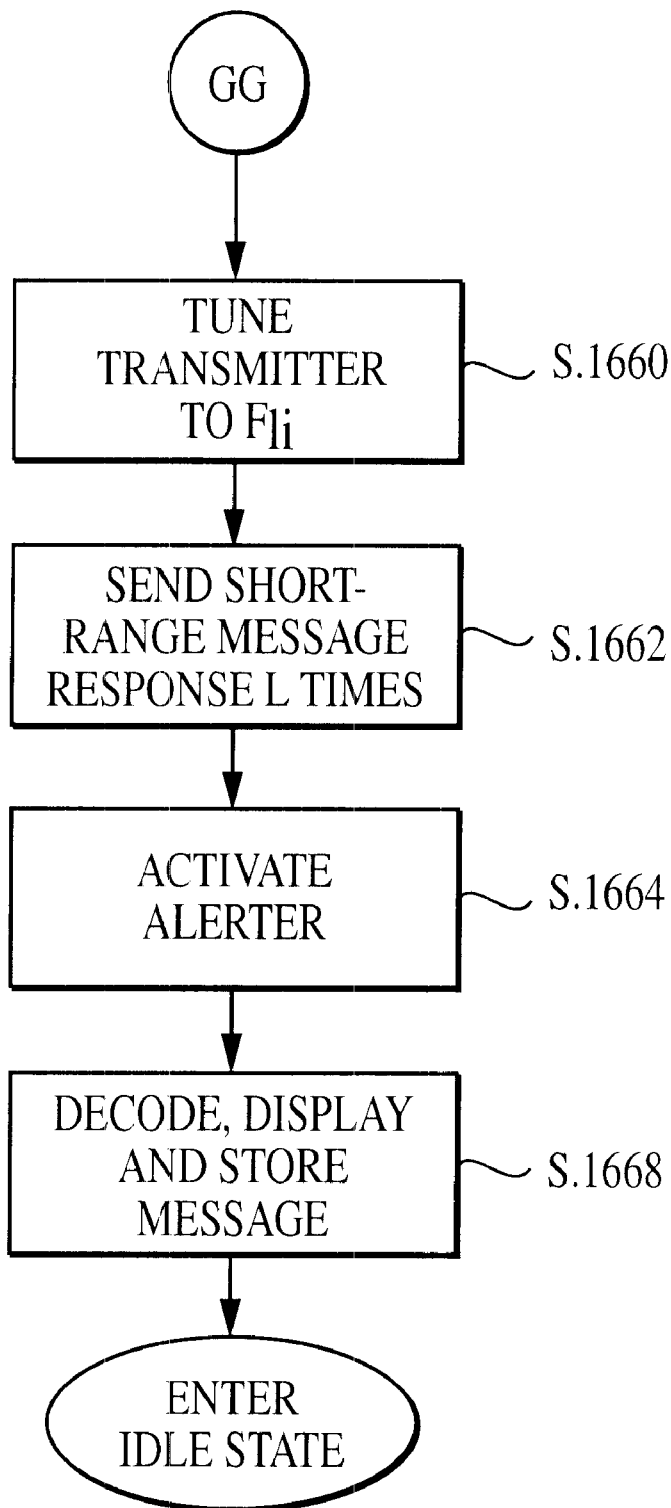 GG
TUNE
TRANSMITTER
TO Fli
S.1660
SEND SHORT-
RANGE MESSAGE
RESPONSE L TIMES
S.1662
ACTIVATE
ALERTER
S.1664
DECODE, DISPLAY
AND STORE
MESSAGE
S.1668
ENTER
IDLE STATE